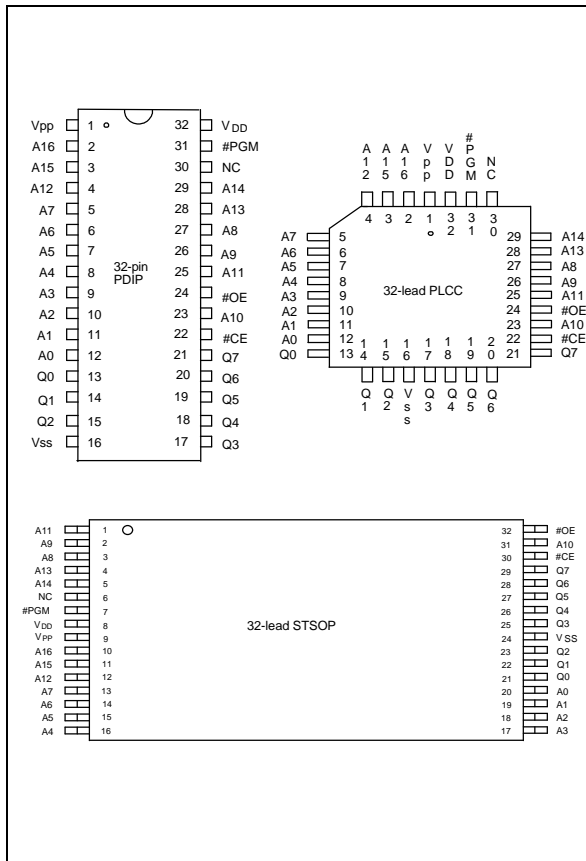 Vpp 1 32 VDD
A16 2 31 #PGM
A15 3 30 NC
A12 4 29 A14
A7 5 28 A13
A6 6 27 A8
A5 7 26 A9
32-pin
PDIP
A4 8 25 A11
A3 9 24 #OE
A2 10 23 A10
A1 11 22 #CE
A0 12 21 Q7
Q0 13 20 Q6
Q1 14 19 Q5
Q2 15 18 Q4
Vss 16 17 Q3
A12 A15 A16 Vpp VDD #PGM NC
4 3 2 1 32 31 30
A7 5 29 A14
A6 6 28 A13
A5 7 27 A8
A4 8 26 A9
32-lead PLCC
A3 9 25 A11
A2 10 24 #OE
A1 11 23 A10
A0 12 22 #CE
Q0 13 21 Q7
14 15 16 17 18 19 20
Q1 Q2 Vss Q3 Q4 Q5 Q6
A11 1 32 #OE
A9 2 31 A10
A8 3 30 #CE
A13 4 29 Q7
A14 5 28 Q6
NC 6 27 Q5
#PGM 7 26 Q4
VDD 8 25 Q3
32-lead STSOP
VPP 9 24 VSS
A16 10 23 Q2
A15 11 22 Q1
A12 12 21 Q0
A7 13 20 A0
A6 14 19 A1
A5 15 18 A2
A4 16 17 A3